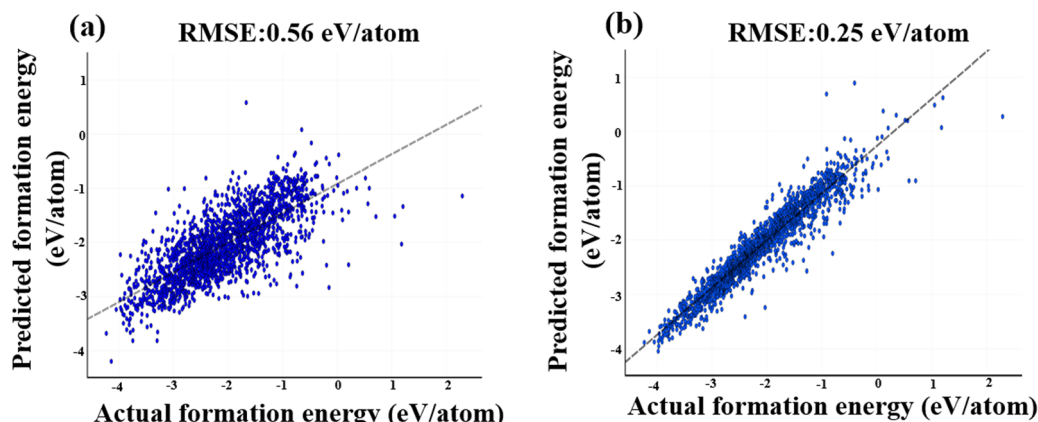 (a)
RMSE:0.56 eV/atom
Predicted formation energy
(eV/atom)
1
0
-1
-2
-3
-4
-4 -3 -2 -1 0 1 2
Actual formation energy (eV/atom)
(b)
RMSE:0.25 eV/atom
Predicted formation energy
(eV/atom)
1
0
-1
-2
-3
-4
-4 -3 -2 -1 0 1 2
Actual formation energy (eV/atom)